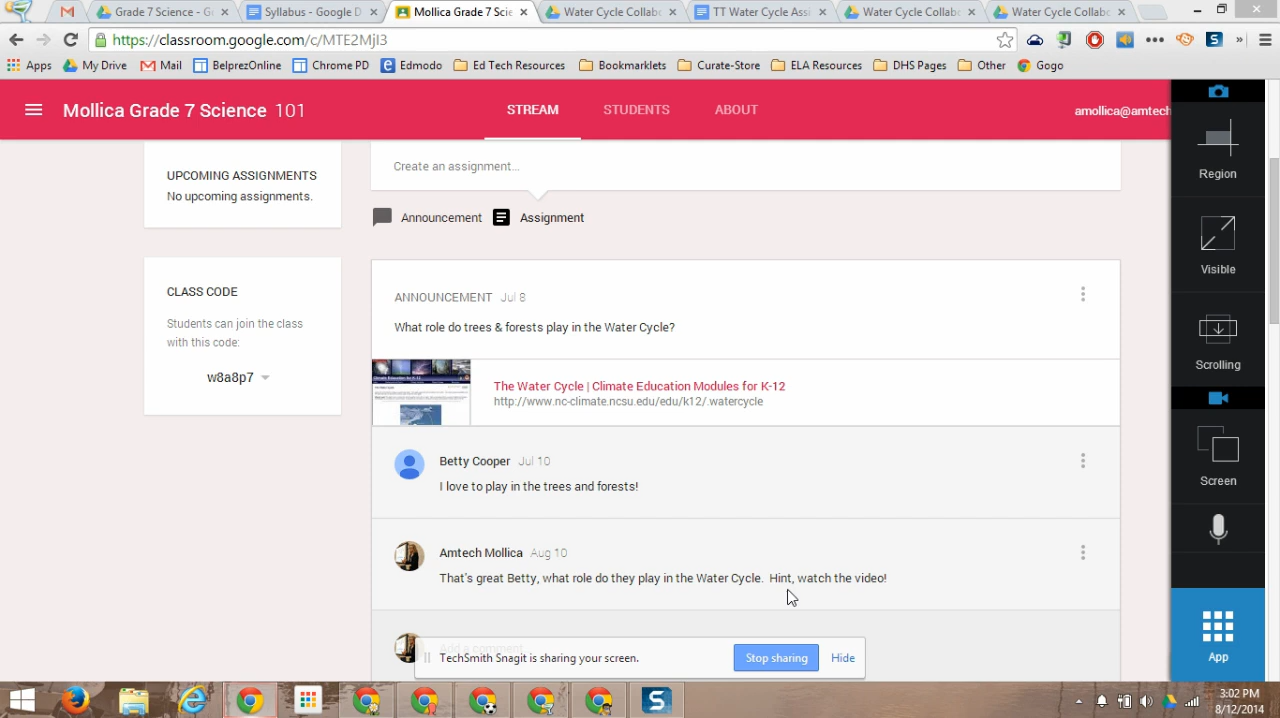 Grade 7 Science - G
Syllabus - Google D
Mollica Grade 7 Scie
Water Cycle Collab
TT Water Cycle Assi
Water Cycle Collabo
Water Cycle Collab
https://classroom.google.com/c/MTE2MjI3
Apps My Drive Mail BelprezOnline Chrome PD Edmodo Ed Tech Resources Bookmarklets Curate-Store ELA Resources DHS Pages Other Gogo
Mollica Grade 7 Science 101
STREAM STUDENTS ABOUT
amollica@amtech
UPCOMING ASSIGNMENTS
No upcoming assignments.
Create an assignment...
Announcement Assignment
CLASS CODE
Students can join the class
with this code:
w8a8p7
ANNOUNCEMENT Jul 8
What role do trees & forests play in the Water Cycle?
The Water Cycle | Climate Education Modules for K-12
http://www.nc-climate.ncsu.edu/edu/k12/.watercycle
Betty Cooper Jul 10
I love to play in the trees and forests!
Amtech Mollica Aug 10
That's great Betty, what role do they play in the Water Cycle. Hint, watch the video!
Add a comment
TechSmith Snagit is sharing your screen.
Stop sharing
Hide
Region
Visible
Scrolling
Screen
App
3:02 PM
8/12/2014